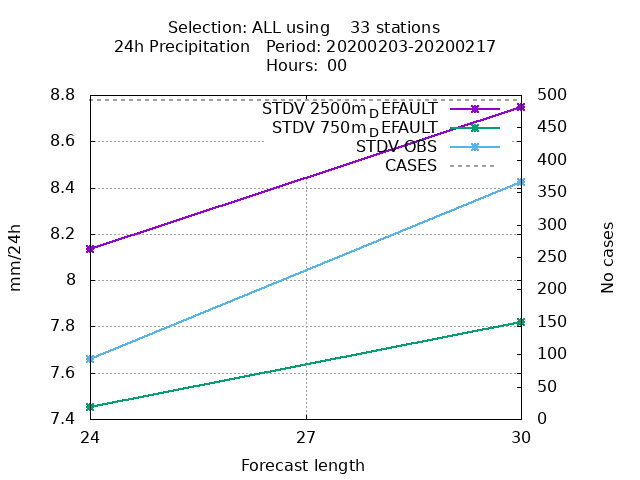 Selection: ALL using    33 stations
24h Precipitation   Period: 20200203-20200217
Hours:  00
8.8
8.6
8.4
8.2
8
7.8
7.6
7.4
mm/24h
STDV 2500m_DEFAULT
STDV 750m_DEFAULT
STDV OBS
CASES
500
450
400
350
300
250
200
150
100
50
0
No cases
24
27
30
Forecast length